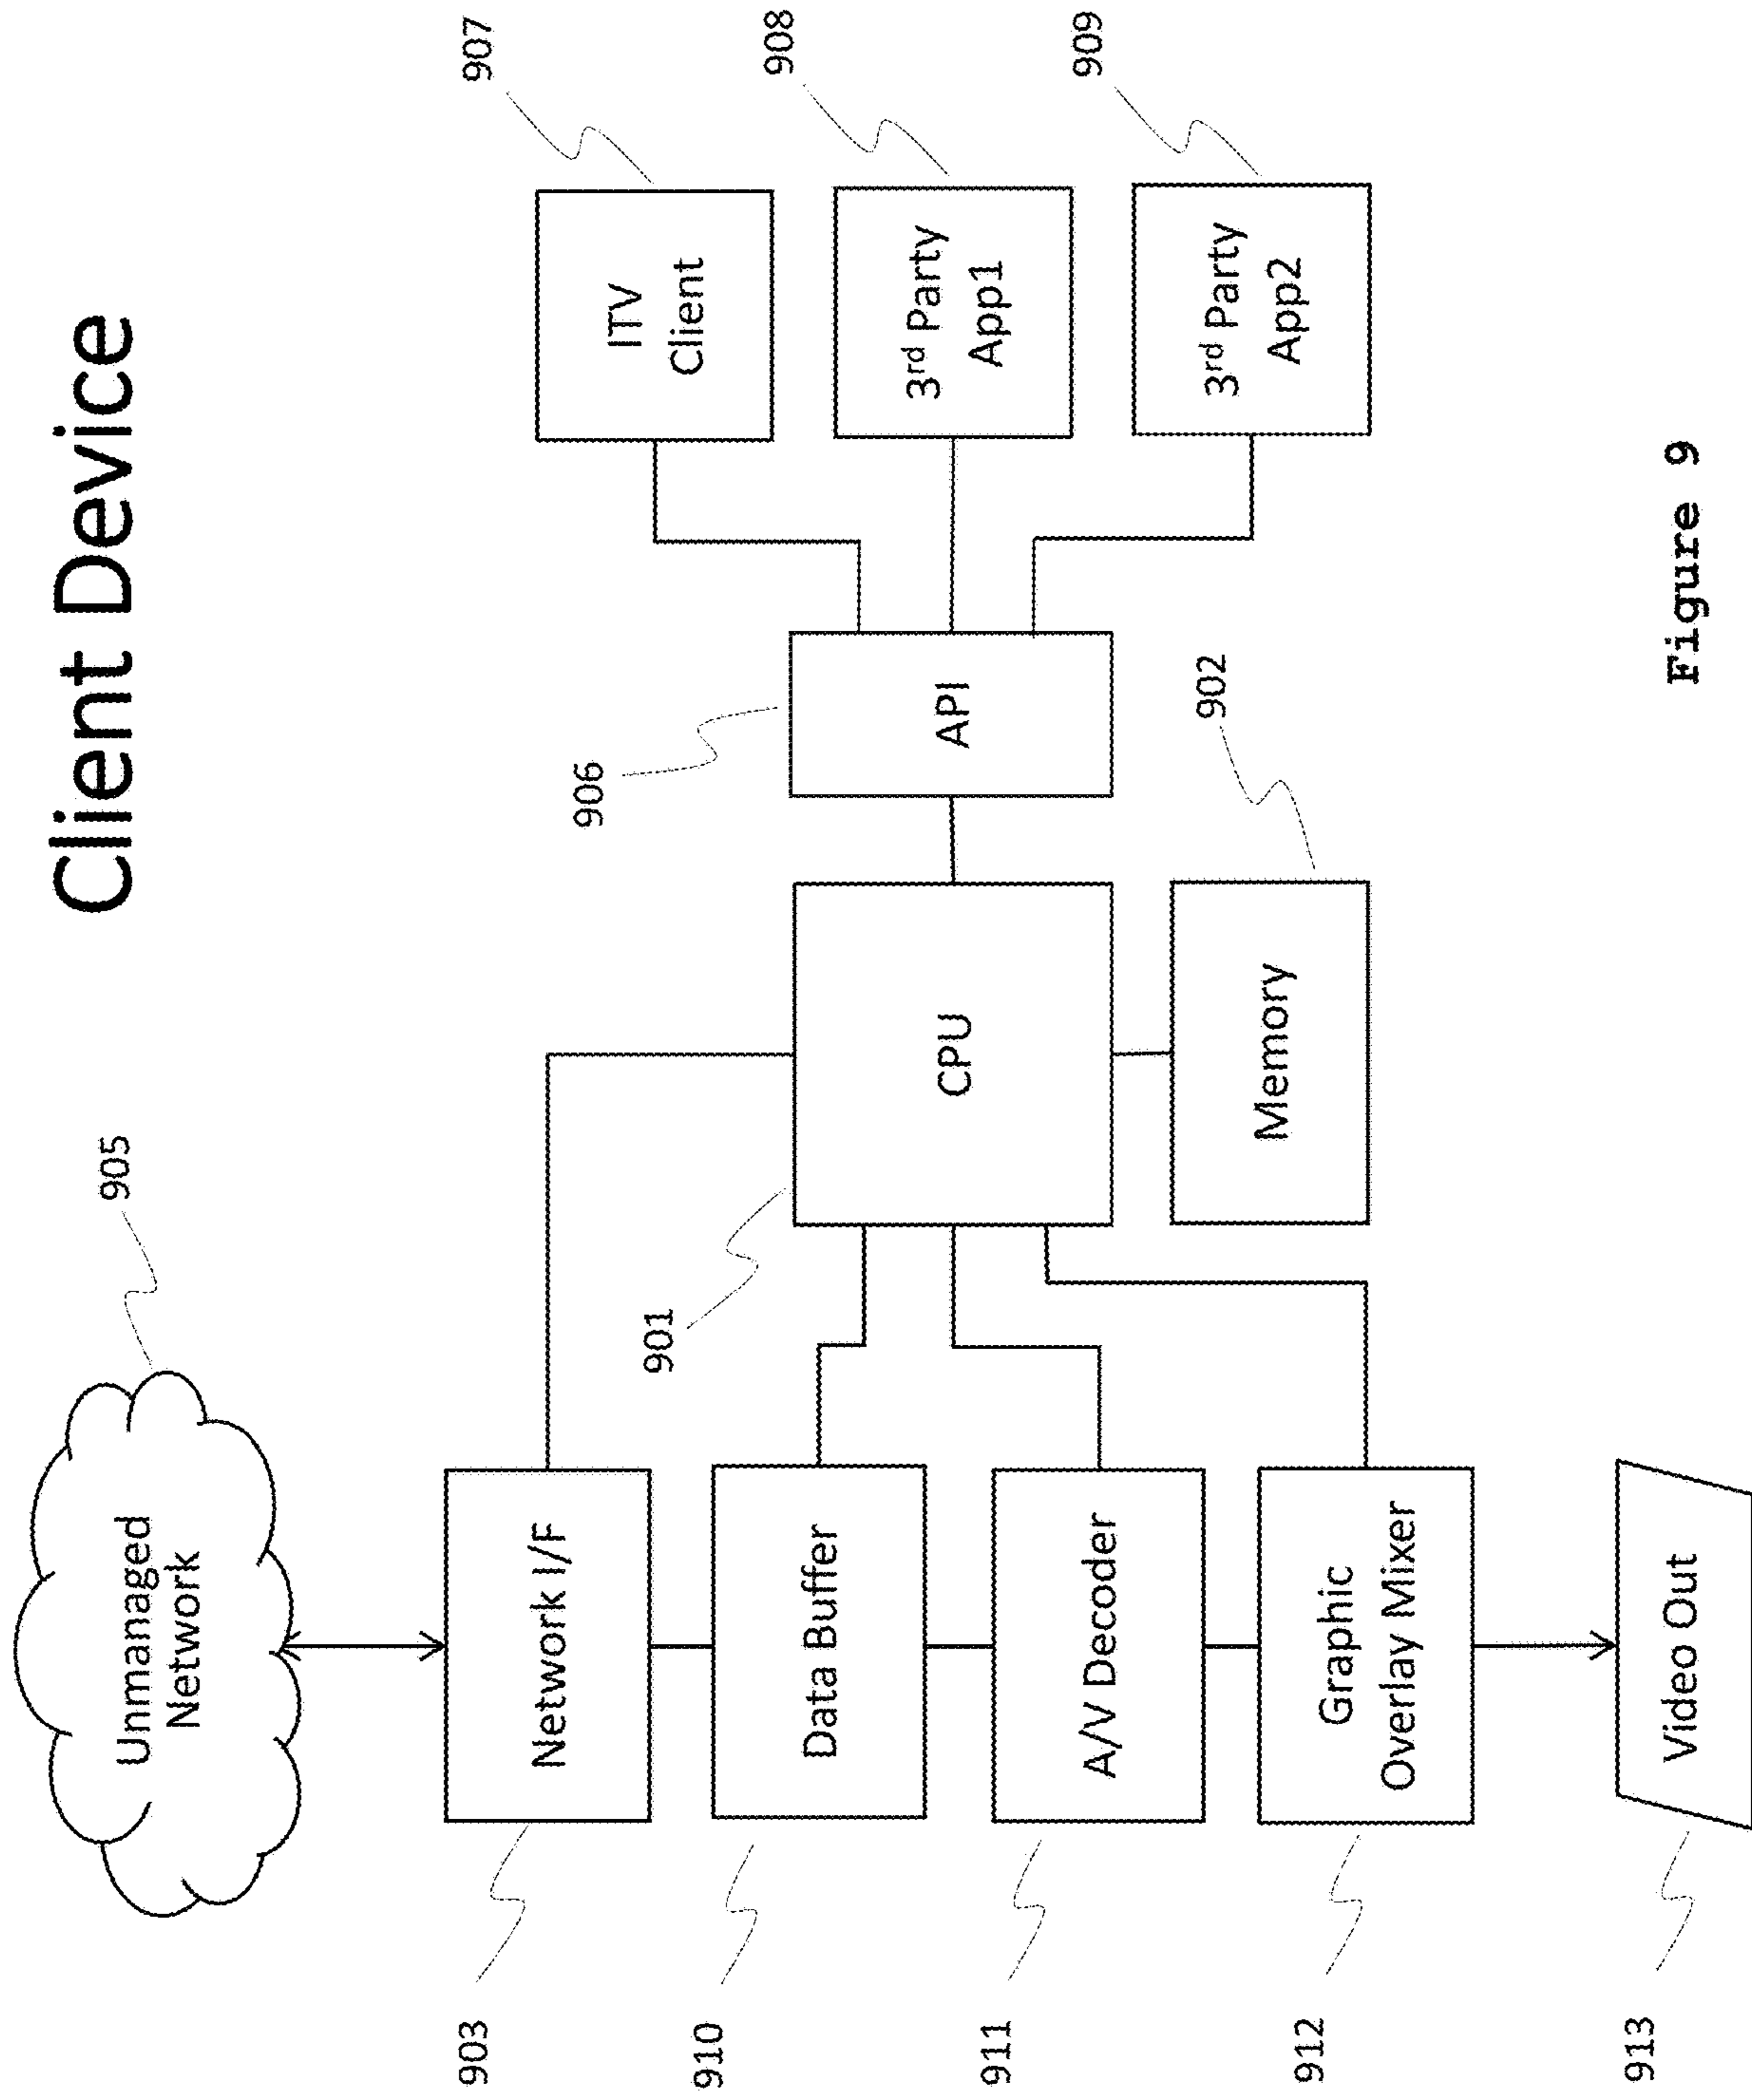 Client Device
905
Unmanaged
Network
903
Network I/F
910
Data Buffer
911
A/V Decoder
912
Graphic
Overlay Mixer
913
Video Out
901
CPU
Memory
902
906
API
907
ITV
Client
908
3rd Party
App1
909
3rd Party
App2
Figure 9